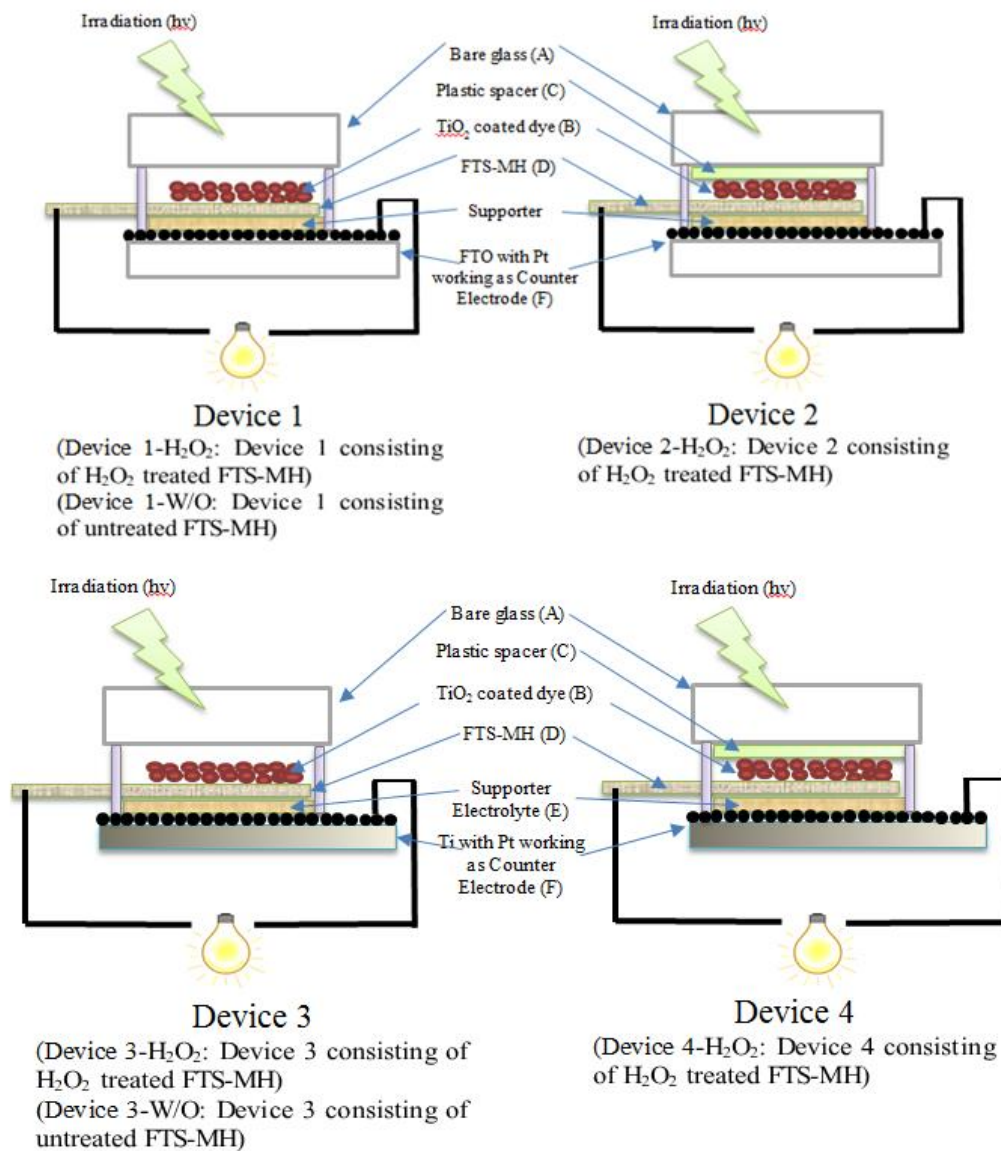 Irradiation (hv)
Irradiation (hv)
Bare glass (A)
Plastic spacer (C)
TiO₂ coated dye (B)
FTS-MH (D)
Supporter
FTO with Pt
working as Counter
Electrode (F)
Device 1
(Device 1-H₂O₂: Device 1 consisting
of H₂O₂ treated FTS-MH)
(Device 1-W/O: Device 1 consisting
of untreated FTS-MH)
Device 2
(Device 2-H₂O₂: Device 2 consisting
of H₂O₂ treated FTS-MH)
Irradiation (hv)
Irradiation (hv)
Bare glass (A)
Plastic spacer (C)
TiO₂ coated dye (B)
FTS-MH (D)
Supporter
Electrolyte (E)
Ti with Pt working
as Counter
Electrode (F)
Device 3
(Device 3-H₂O₂: Device 3 consisting of
H₂O₂ treated FTS-MH)
(Device 3-W/O: Device 3 consisting of
untreated FTS-MH)
Device 4
(Device 4-H₂O₂: Device 4 consisting
of H₂O₂ treated FTS-MH)